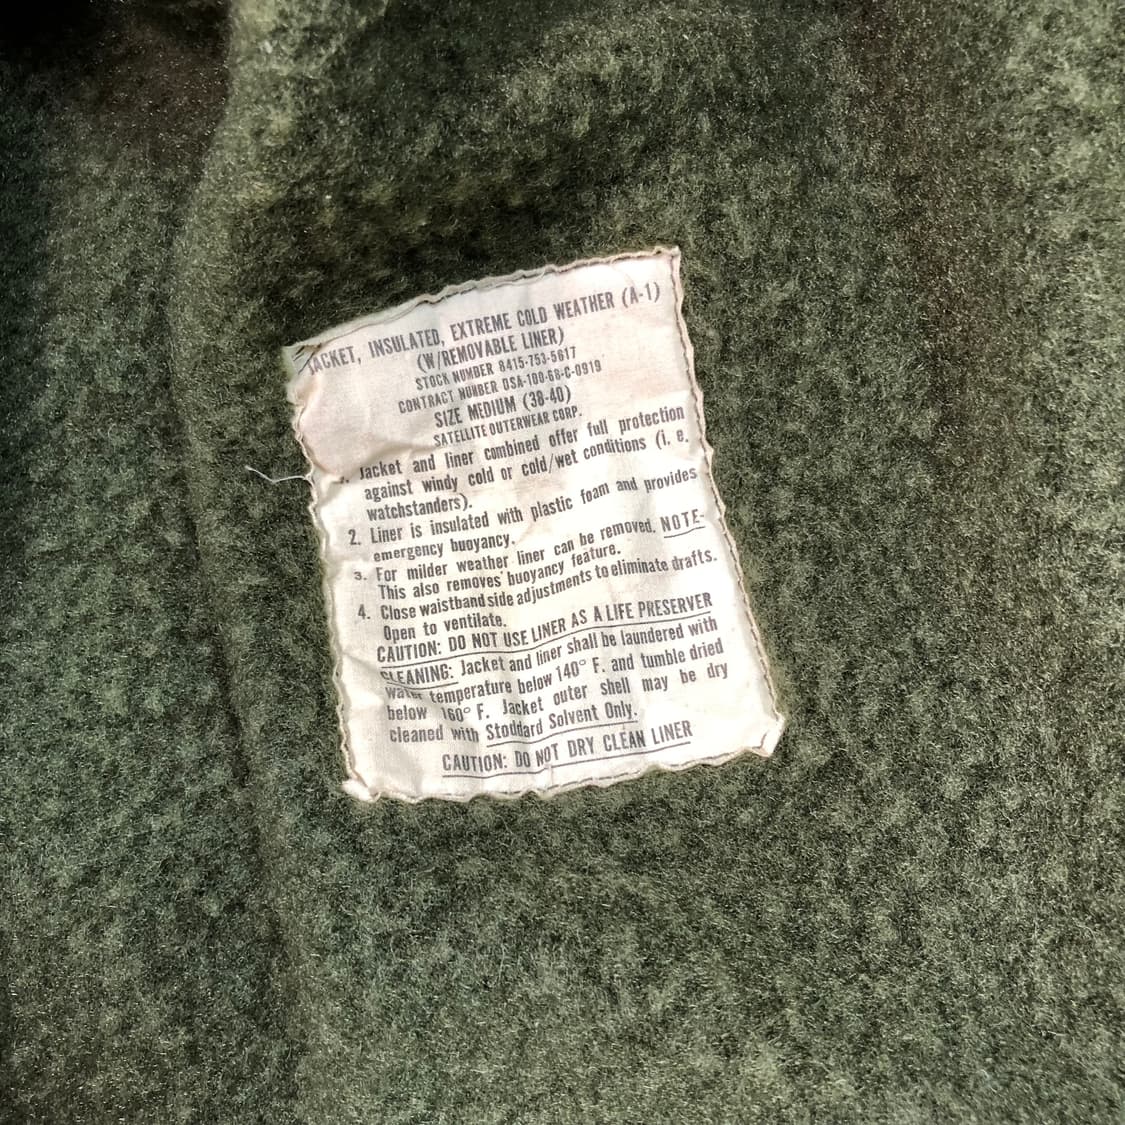 JACKET, INSULATED, EXTREME COLD WEATHER (A-1)
(W/REMOVABLE LINER)
STOCK NUMBER 8415-753-5617
CONTRACT NUMBER DSA-100-68-C-0919
SIZE MEDIUM (38-40)
SATELLITE OUTERWEAR CORP.
1. Jacket and liner combined offer full protection
against windy cold or cold/wet conditions (i. e.
watchstanders).
2. Liner is insulated with plastic foam and provides
emergency buoyancy.
3. For milder weather liner can be removed. NOTE-
This also removes buoyancy feature.
4. Close waistband side adjustments to eliminate drafts.
Open to ventilate.
CAUTION: DO NOT USE LINER AS A LIFE PRESERVER
CLEANING: Jacket and liner shall be laundered with
water temperature below 140° F. and tumble dried
below 160° F. Jacket outer shell may be dry
cleaned with Stoddard Solvent Only.
CAUTION: DO NOT DRY CLEAN LINER